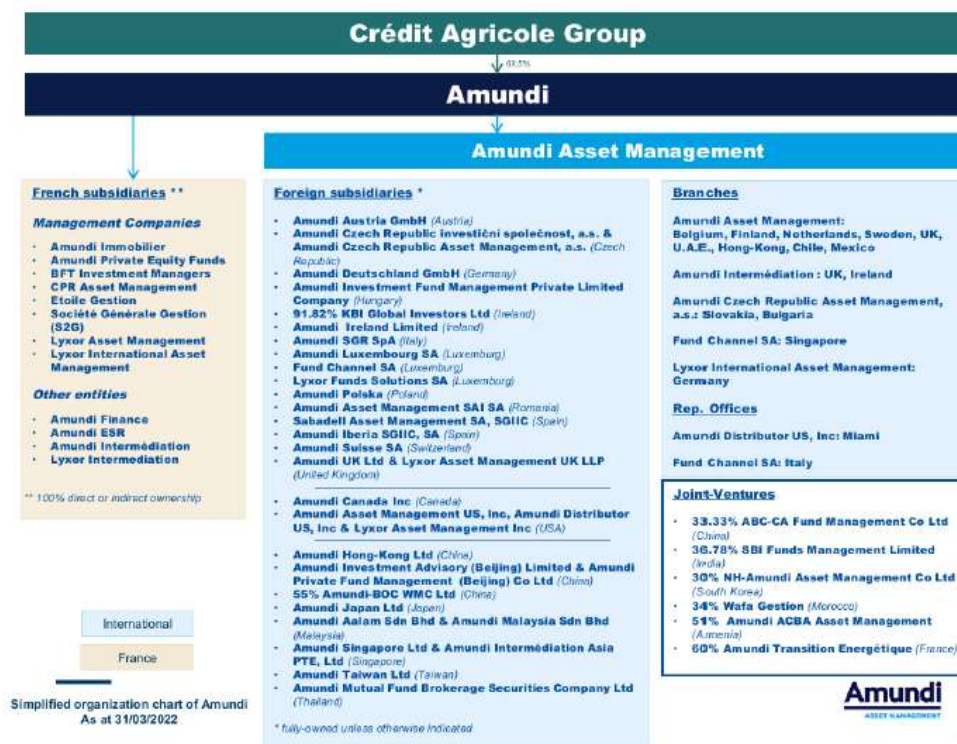 Crédit Agricole Group
Amundi
Amundi Asset Management
French subsidiaries **
Management Companies
• Amundi Immobilier
• Amundi Private Equity Funds
• BFT Investment Managers
• CPR Asset Management
• Etoile Gestion
• Société Générale Gestion
(S2G)
• Lyxor Asset Management
• Lyxor International Asset
Management
Other entities
• Amundi Finance
• Amundi ESR
• Amundi Intermédiation
• Lyxor Intermediation
** 100% direct or indirect ownership
Foreign subsidiaries *
• Amundi Austria GmbH (Austria)
• Amundi Czech Republic investiční společnost, a.s. &
Amundi Czech Republic Asset Management, a.s. (Czech
Republic)
• Amundi Deutschland GmbH (Germany)
• Amundi Investment Fund Management Private Limited
Company (Hungary)
• 91.82% KBI Global Investors Ltd (Ireland)
• Amundi Ireland Limited (Ireland)
• Amundi SGR SpA (Italy)
• Amundi Luxembourg SA (Luxemburg)
• Fund Channel SA (Luxemburg)
• Lyxor Funds Solutions SA (Luxemburg)
• Amundi Polska (Poland)
• Amundi Asset Management SAI SA (Romania)
• Sabadell Asset Management SA, SGIIC (Spain)
• Amundi Iberia SGIIC, SA (Spain)
• Amundi Suisse SA (Switzerland)
• Amundi UK Ltd & Lyxor Asset Management UK LLP
(United Kingdom)
• Amundi Canada Inc (Canada)
• Amundi Asset Management US, Inc, Amundi Distributor
US, Inc & Lyxor Asset Management Inc (USA)
• Amundi Hong-Kong Ltd (China)
• Amundi Investment Advisory (Beijing) Limited & Amundi
Private Fund Management (Beijing) Co Ltd (China)
• 55% Amundi-BOC WMC Ltd (China)
• Amundi Japan Ltd (Japan)
• Amundi Aalam Sdn Bhd & Amundi Malaysia Sdn Bhd
(Malaysia)
• Amundi Singapore Ltd & Amundi Intermédiation Asia
PTE, Ltd (Singapore)
• Amundi Taiwan Ltd (Taiwan)
• Amundi Mutual Fund Brokerage Securities Company Ltd
(Thailand)
* fully-owned unless otherwise indicated
Branches
Amundi Asset Management:
Belgium, Finland, Netherlands, Sweden, UK,
U.A.E., Hong-Kong, Chile, Mexico
Amundi Intermédiation : UK, Ireland
Amundi Czech Republic Asset Management,
a.s.: Slovakia, Bulgaria
Fund Channel SA: Singapore
Lyxor International Asset Management:
Germany
Rep. Offices
Amundi Distributor US, Inc: Miami
Fund Channel SA: Italy
Joint-Ventures
• 33.33% ABC-CA Fund Management Co Ltd
(China)
• 36.78% SBI Funds Management Limited
(India)
• 30% NH-Amundi Asset Management Co Ltd
(South Korea)
• 34% Wafa Gestion (Morocco)
• 51% Amundi ACBA Asset Management
(Armenia)
• 60% Amundi Transition Energétique (France)
International
France
Simplified organization chart of Amundi
As at 31/03/2022
Amundi
ASSET MANAGEMENT